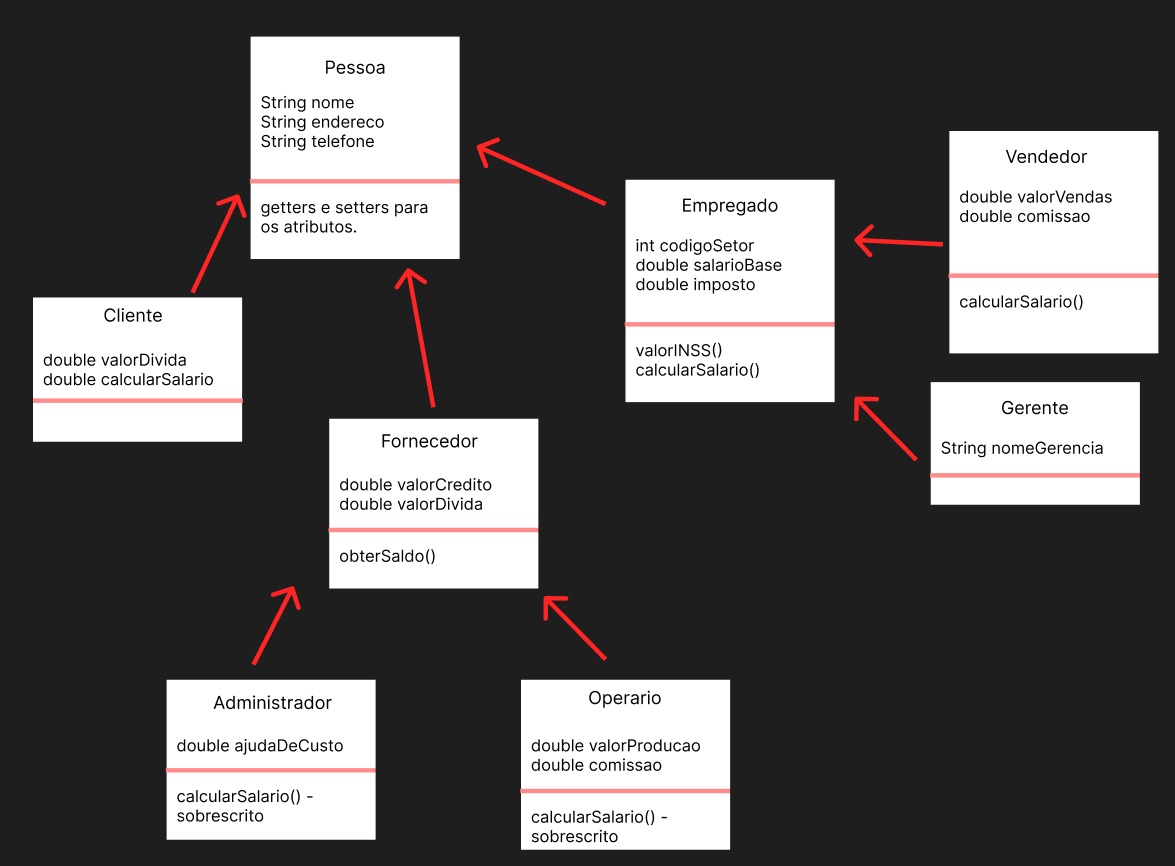 Pessoa
String nome
String endereco
String telefone
getters e setters para
os atributos.
Cliente
double valorDivida
double calcularSalario
Fornecedor
double valorCredito
double valorDivida
obterSaldo()
Empregado
int codigoSetor
double salarioBase
double imposto
valorINSS()
calcularSalario()
Vendedor
double valorVendas
double comissao
calcularSalario()
Gerente
String nomeGerencia
Administrador
double ajudaDeCusto
calcularSalario() -
sobrescrito
Operario
double valorProducao
double comissao
calcularSalario() -
sobrescrito